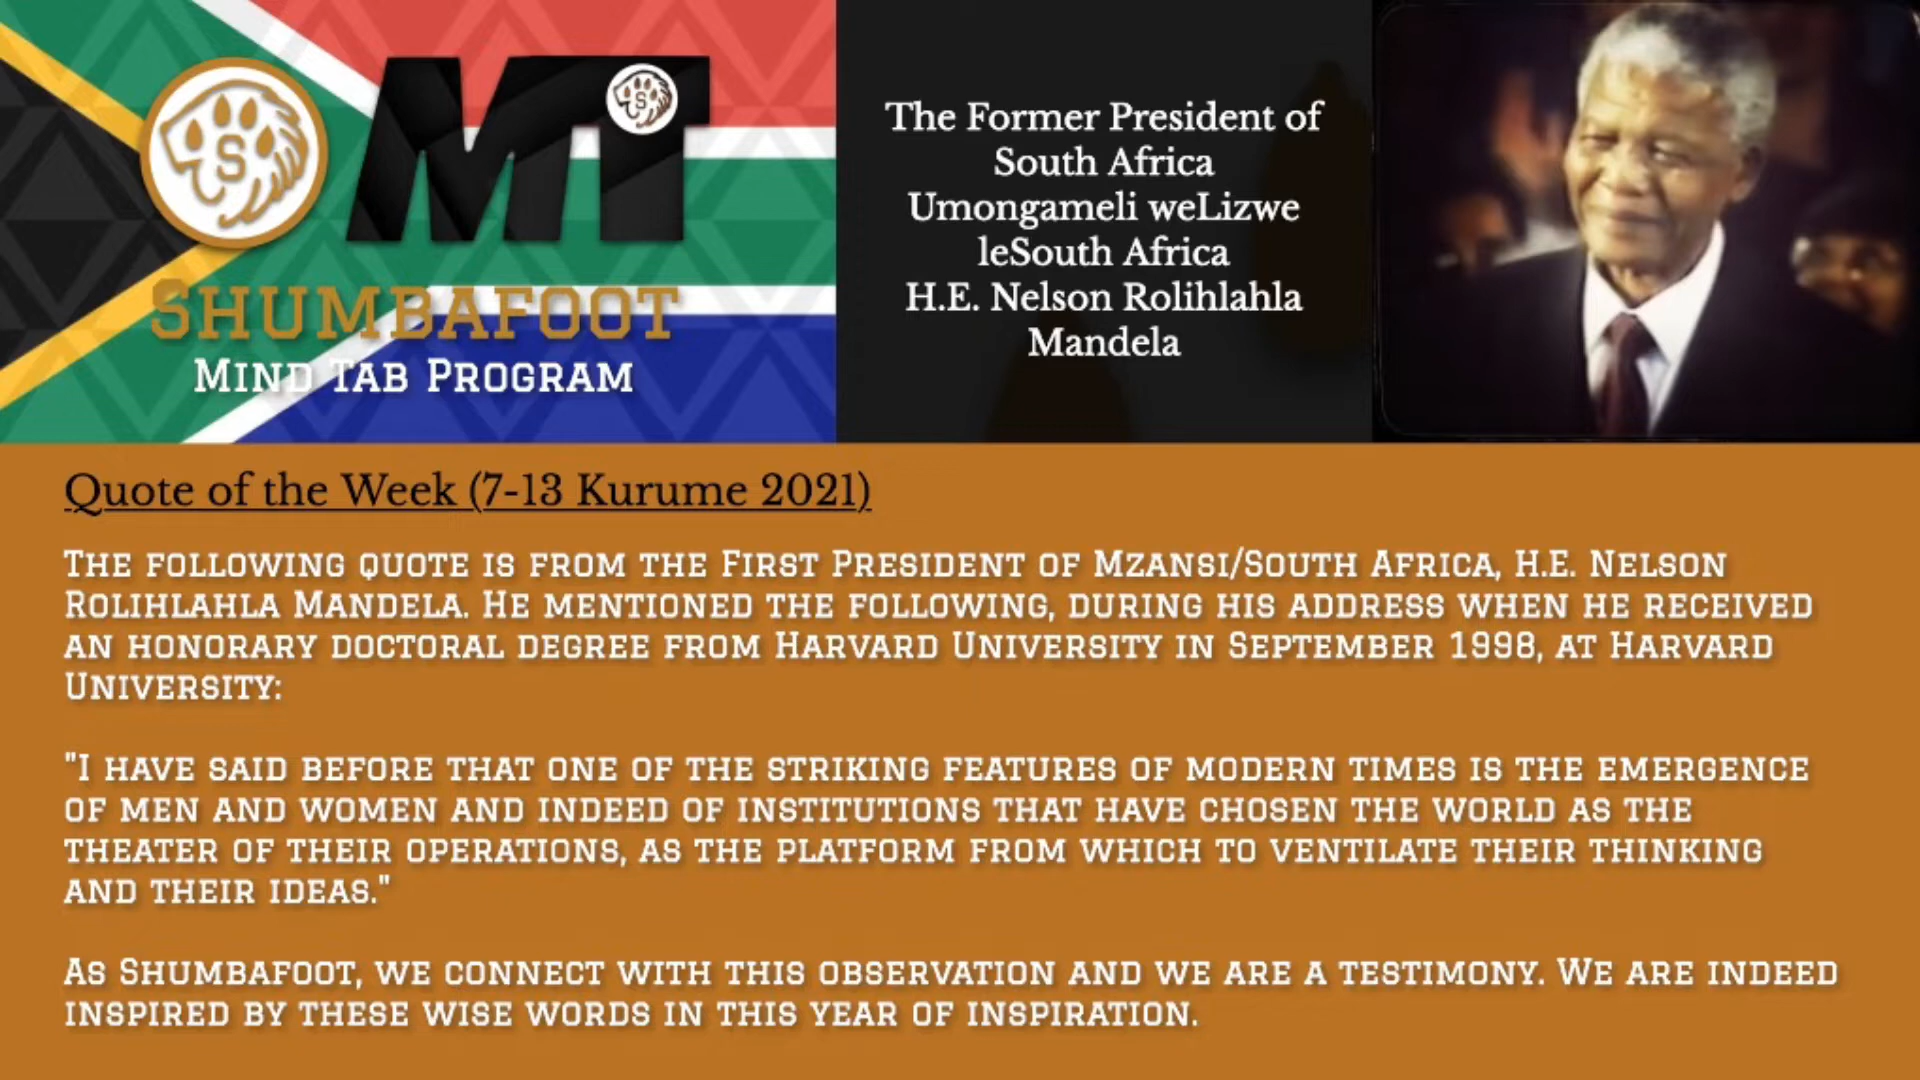 S
MT
S
SHUMBAFOOT
MIND TAB PROGRAM
The Former President of
South Africa
Umongameli weLizwe
leSouth Africa
H.E. Nelson Rolihlahla
Mandela
Quote of the Week (7-13 Kurume 2021)
THE FOLLOWING QUOTE IS FROM THE FIRST PRESIDENT OF MZANSI/SOUTH AFRICA, H.E. NELSON
ROLIHLAHLA MANDELA. HE MENTIONED THE FOLLOWING, DURING HIS ADDRESS WHEN HE RECEIVED
AN HONORARY DOCTORAL DEGREE FROM HARVARD UNIVERSITY IN SEPTEMBER 1998, AT HARVARD
UNIVERSITY:
"I HAVE SAID BEFORE THAT ONE OF THE STRIKING FEATURES OF MODERN TIMES IS THE EMERGENCE
OF MEN AND WOMEN AND INDEED OF INSTITUTIONS THAT HAVE CHOSEN THE WORLD AS THE
THEATER OF THEIR OPERATIONS, AS THE PLATFORM FROM WHICH TO VENTILATE THEIR THINKING
AND THEIR IDEAS."
AS SHUMBAFOOT, WE CONNECT WITH THIS OBSERVATION AND WE ARE A TESTIMONY. WE ARE INDEED
INSPIRED BY THESE WISE WORDS IN THIS YEAR OF INSPIRATION.